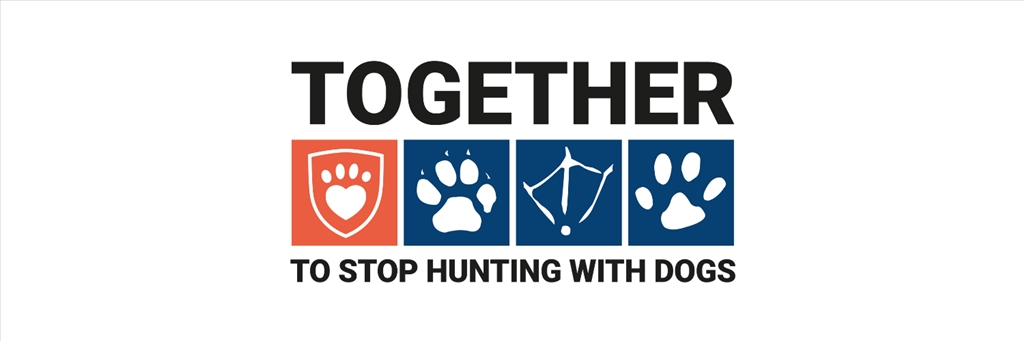 TOGETHER
TO STOP HUNTING WITH DOGS